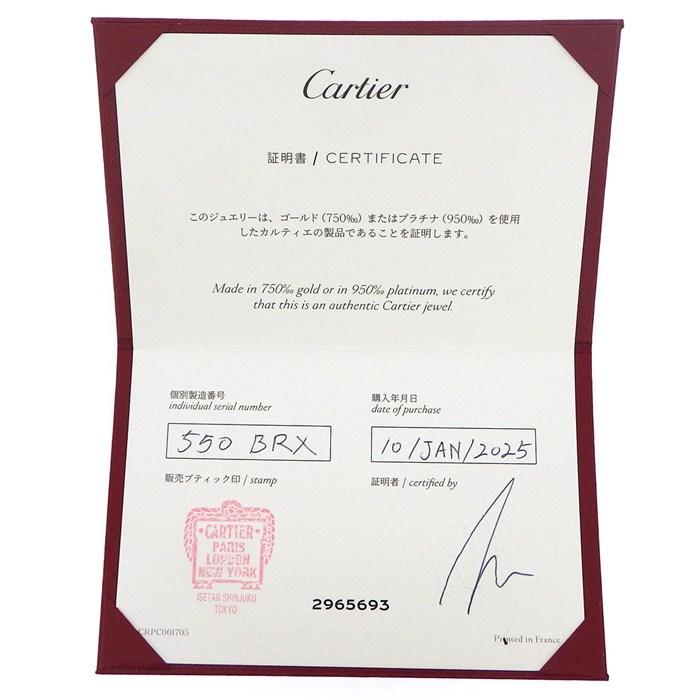 Cartier
証明書 / CERTIFICATE
このジュエリーは、ゴールド（750‰）またはプラチナ（950‰）を使用
したカルティエの製品であることを証明します。
Made in 750‰ gold or in 950‰ platinum, we certify
that this is an authentic Cartier jewel.
個別製造番号
individual serial number
550 BRX
購入年月日
date of purchase
10/JAN/2025
販売ブティック印 / stamp
証明者 / certified by
CARTIER
PARIS
LONDON
NEW YORK
ISETAN SHINJUKU
TOKYO
2965693
CRPC001705
Printed in France